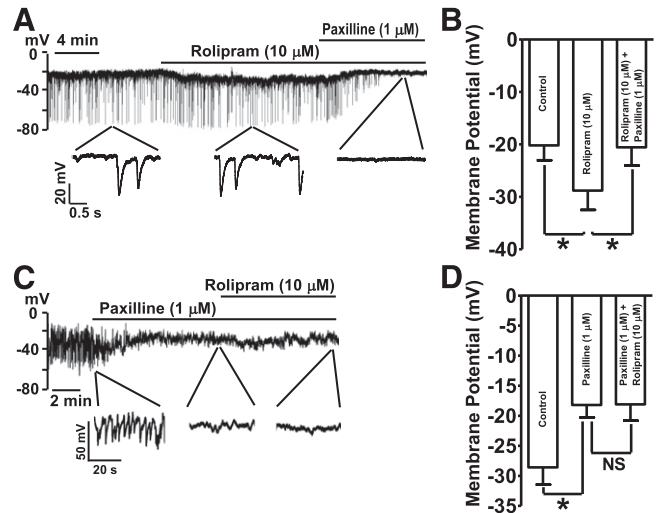 A
mV
4 min
Rolipram (10 μM)
Paxilline (1 μM)
0
-40
-80
20 mV
0.5 s
B
Membrane Potential (mV)
0
-10
-20
-30
-40
Control
Rolipram (10 μM)
Rolipram (10 μM) +
Paxilline (1 μM)
*
*
C
mV
Rolipram (10 μM)
Paxilline (1 μM)
0
-40
-80
2 min
50 mV
20 s
D
Membrane Potential (mV)
0
-5
-10
-15
-20
-25
-30
-35
Control
Paxilline (1 μM)
Paxilline (1 μM) +
Rolipram (10 μM)
NS
*